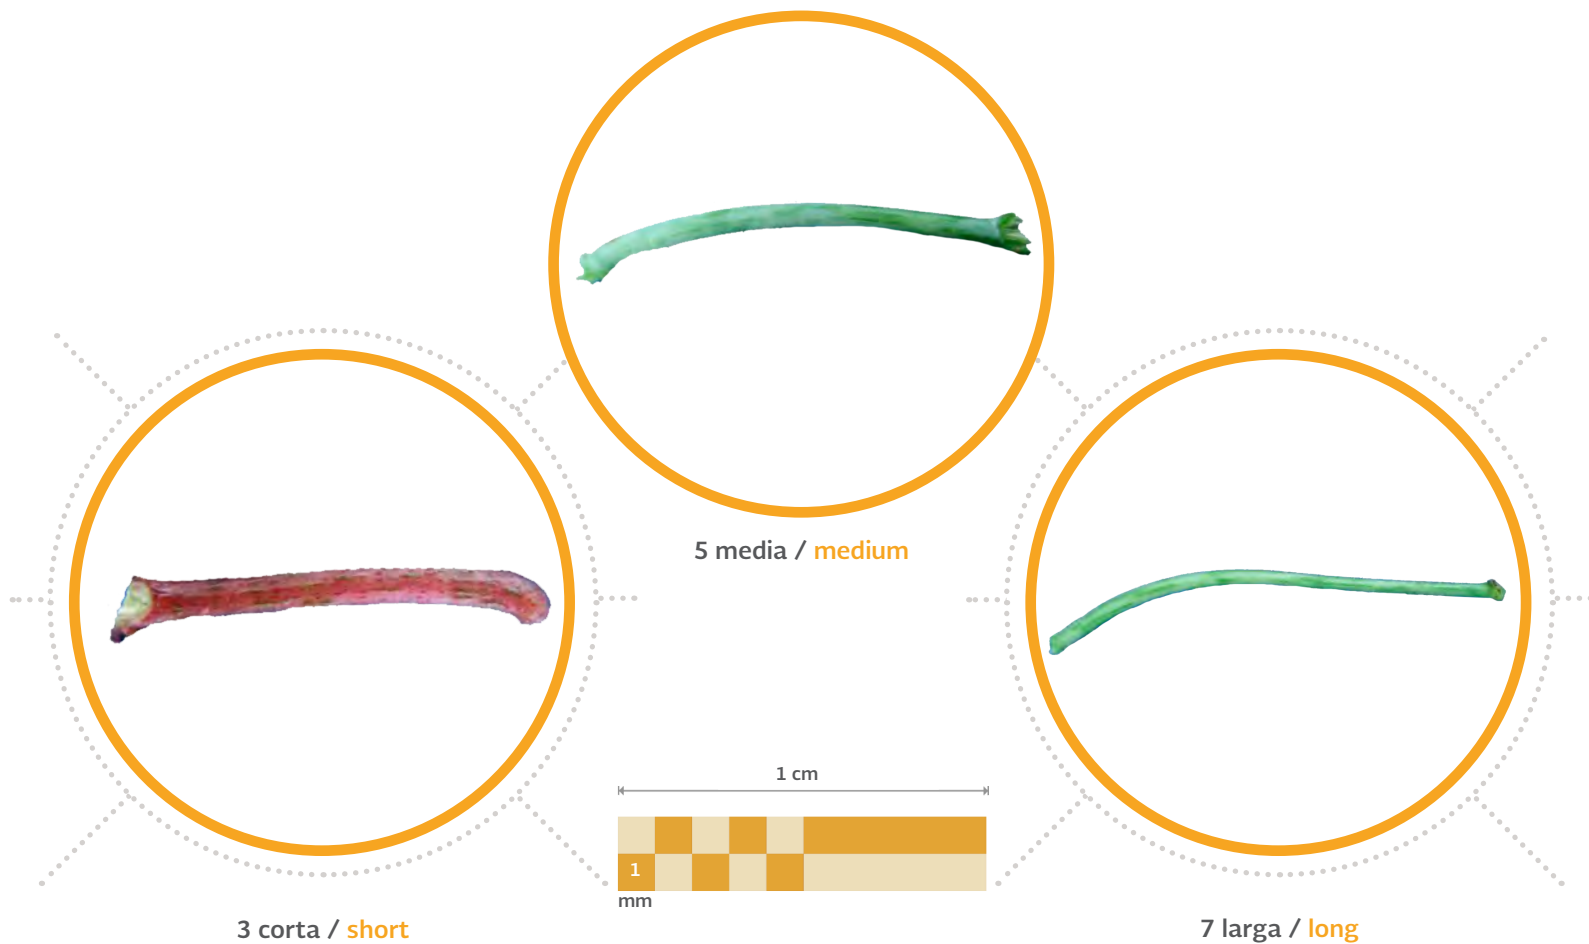 5 media / medium
1 cm
1
mm
3 corta / short
7 larga / long